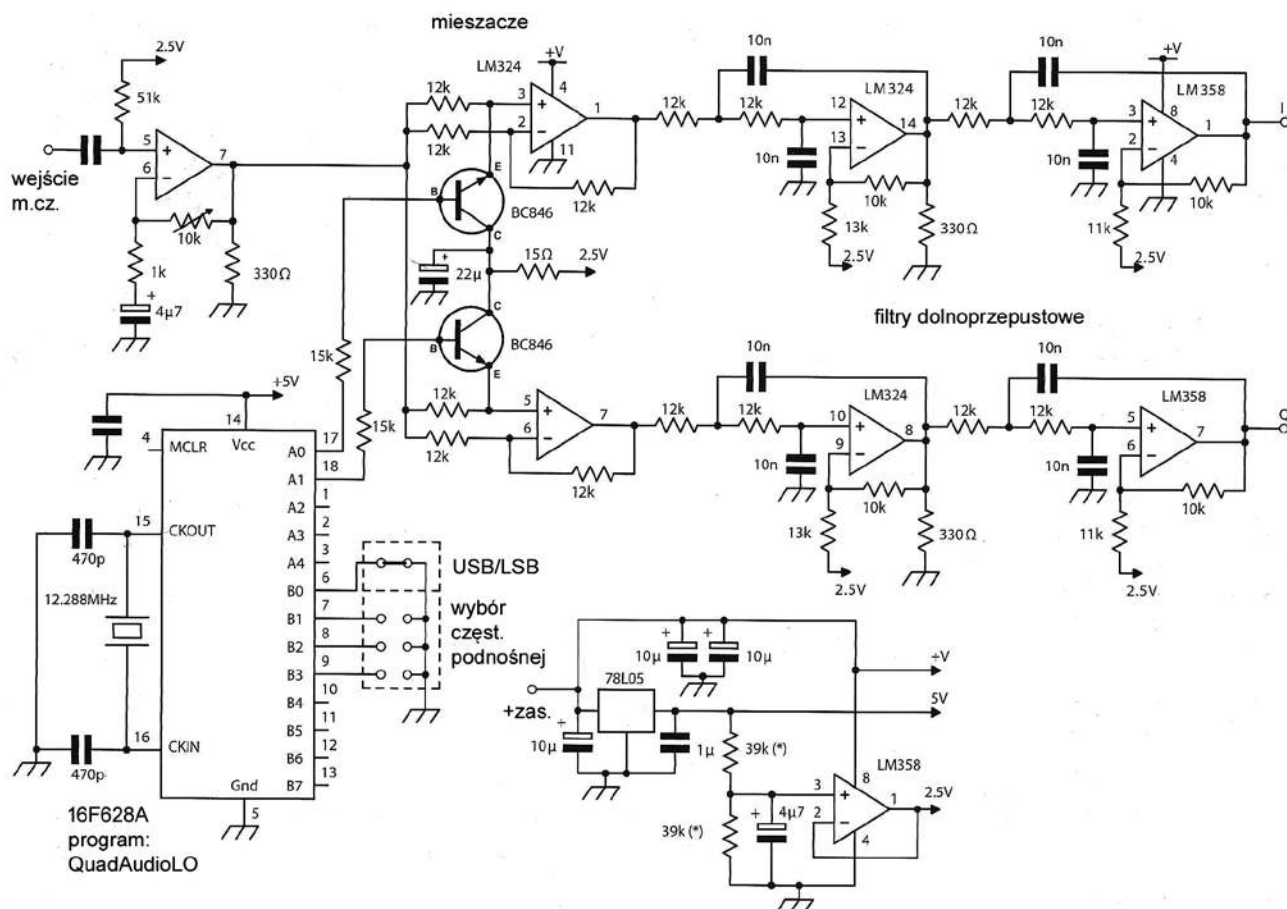 mieszacze
2.5V
51k
5
6
7
wejście
m.cz.
10k
1k
4µ7
+
330Ω
12k
12k
LM324
+V
3
2
4
1
11
12k
E
B
C
BC846
22µ
+
15Ω
2.5V
C
B
E
BC846
15k
15k
12k
12k
5
6
7
12k
12k
12k
10n
10n
LM324
12
13
14
10k
13k
2.5V
330Ω
12k
12k
10n
10n
LM358
+V
3
2
8
1
4
10k
11k
2.5V
I
filtry dolnoprzepustowe
12k
12k
10n
10n
LM324
10
9
8
10k
13k
2.5V
330Ω
12k
12k
10n
10n
LM358
5
6
7
10k
11k
2.5V
Q
+5V
14
Vcc
4
MCLR
A0
17
A1
18
A2
1
A3
2
A4
3
B0
6
B1
7
B2
8
B3
9
B4
10
B5
11
B6
12
B7
13
15
CKOUT
16
CKIN
Gnd
5
470p
12.288MHz
470p
USB/LSB
wybór
częst.
podnośnej
16F628A
program:
QuadAudioLO
+zas.
10µ
+
78L05
+
10µ
+
10µ
1µ
39k (*)
39k (*)
+
4µ7
LM358
3
2
8
1
4
+V
5V
2.5V